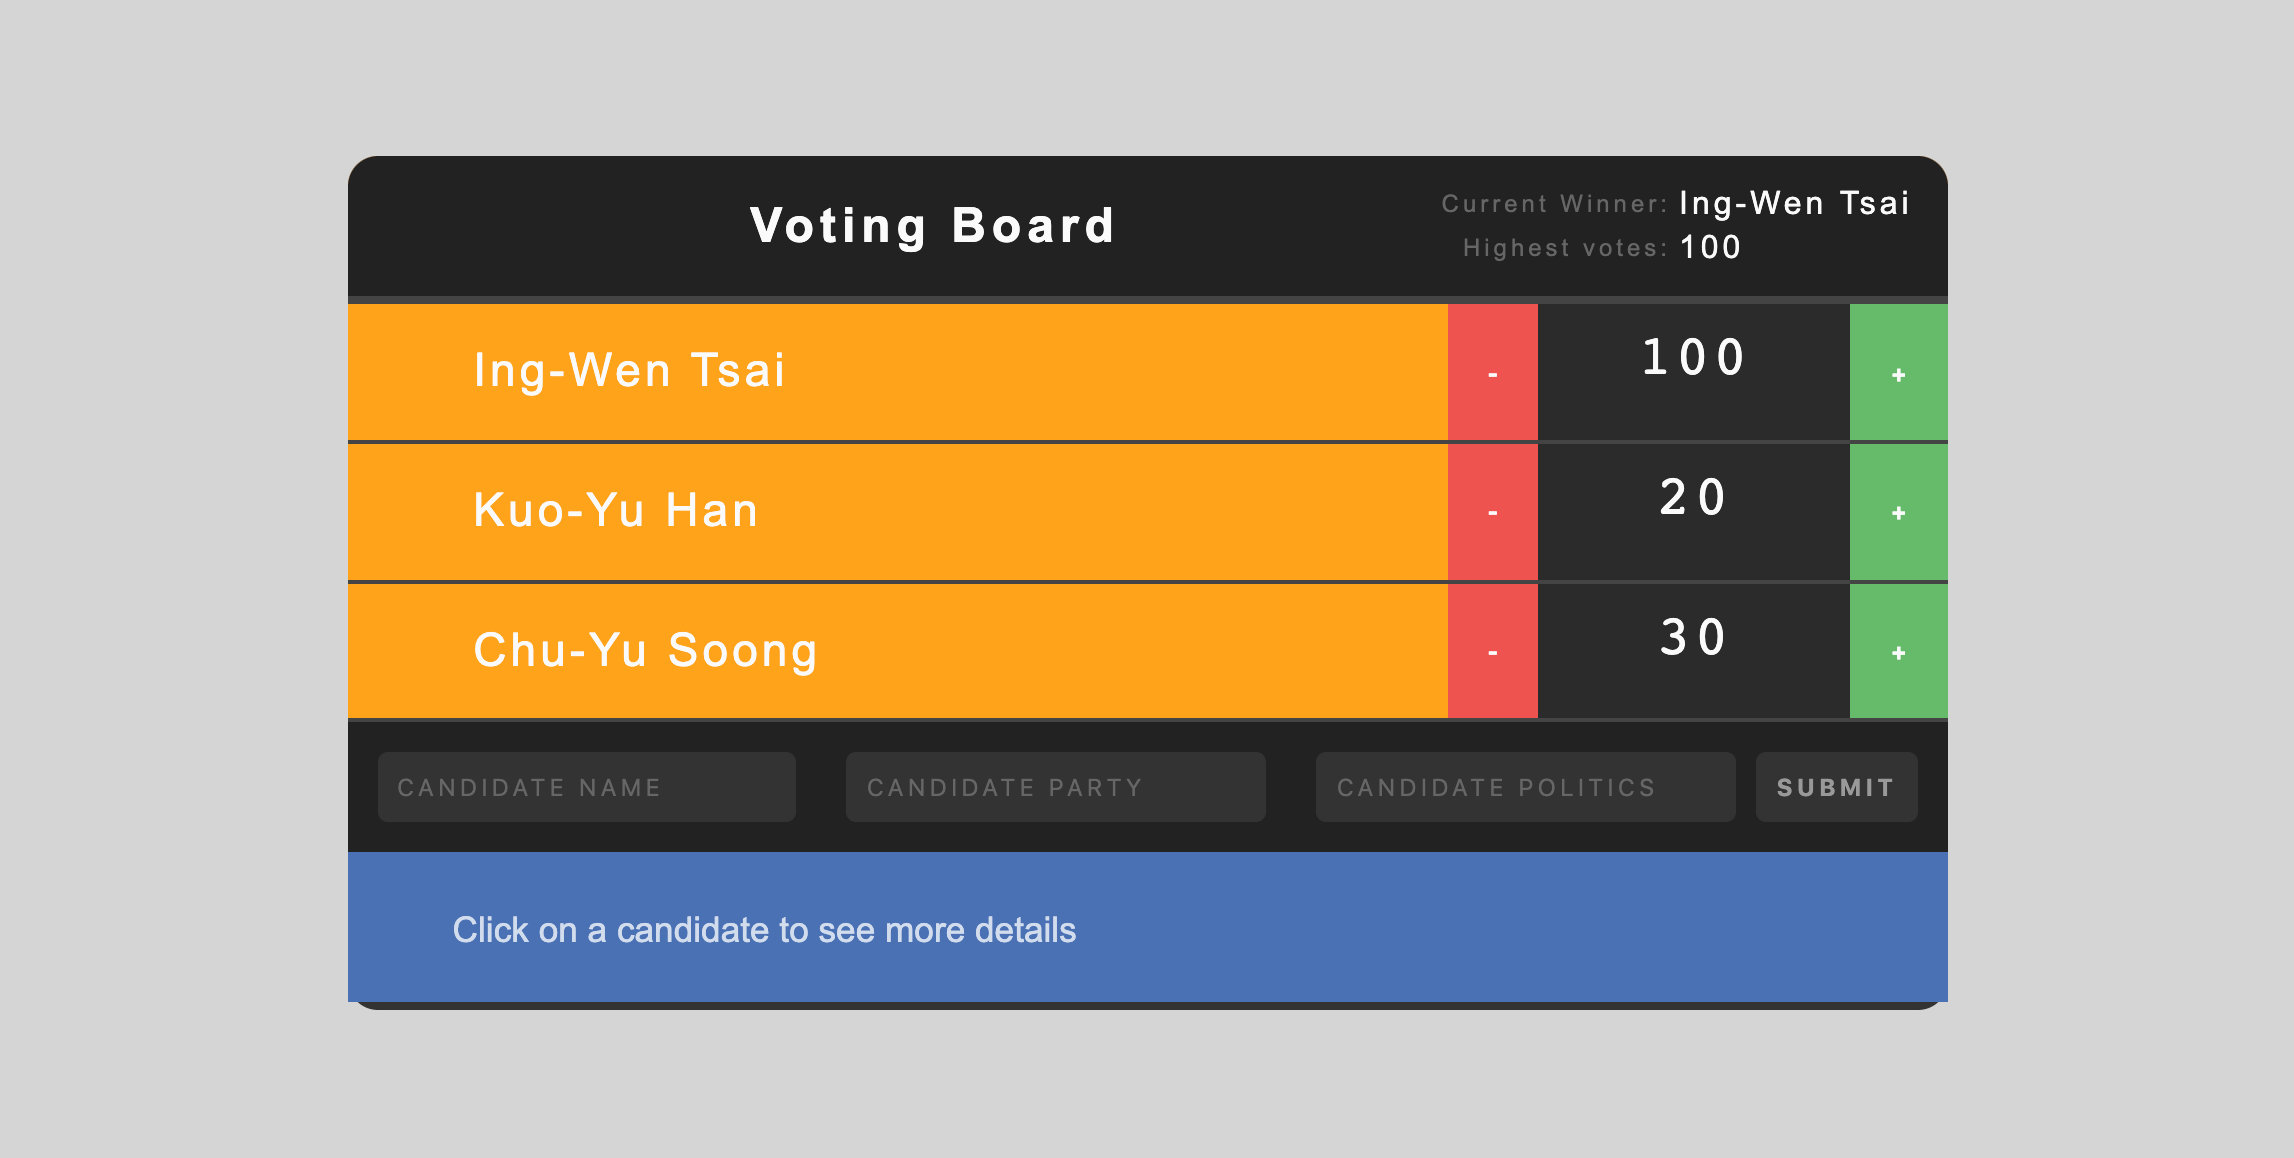 Voting Board
Current Winner: Ing-Wen Tsai
Highest votes: 100
Ing-Wen Tsai - 100 +
Kuo-Yu Han - 20 +
Chu-Yu Soong - 30 +
CANDIDATE NAME CANDIDATE PARTY CANDIDATE POLITICS SUBMIT
Click on a candidate to see more details